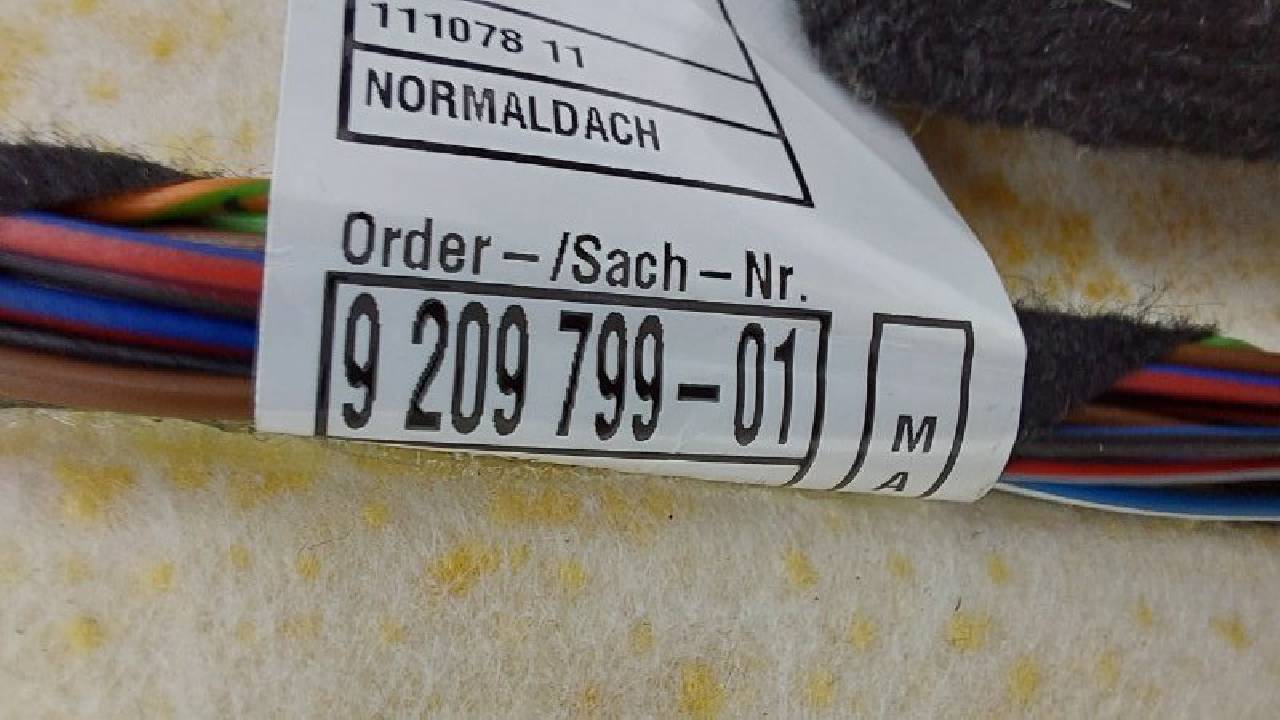 111078 11
NORMALDACH
Order-/Sach-Nr.
9 209 799-01
M
A